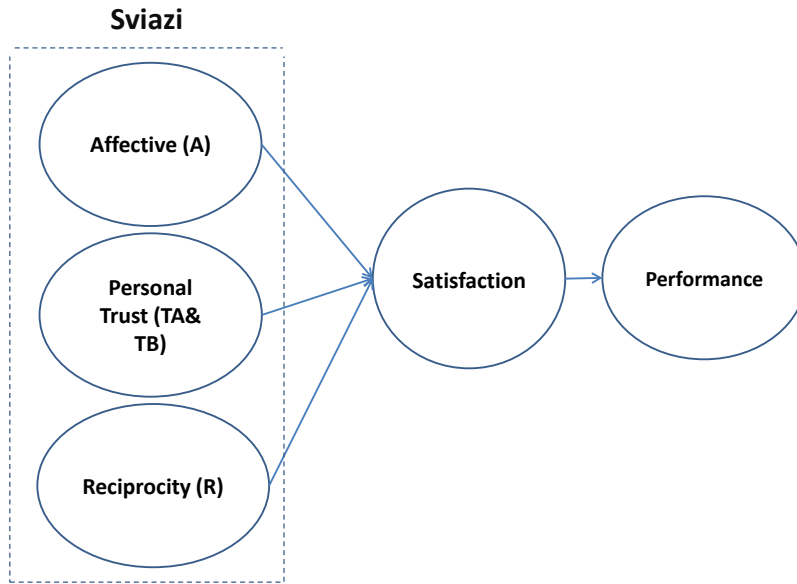 Sviazi
Affective (A)
Personal
Trust (TA&
TB)
Reciprocity (R)
Satisfaction
Performance